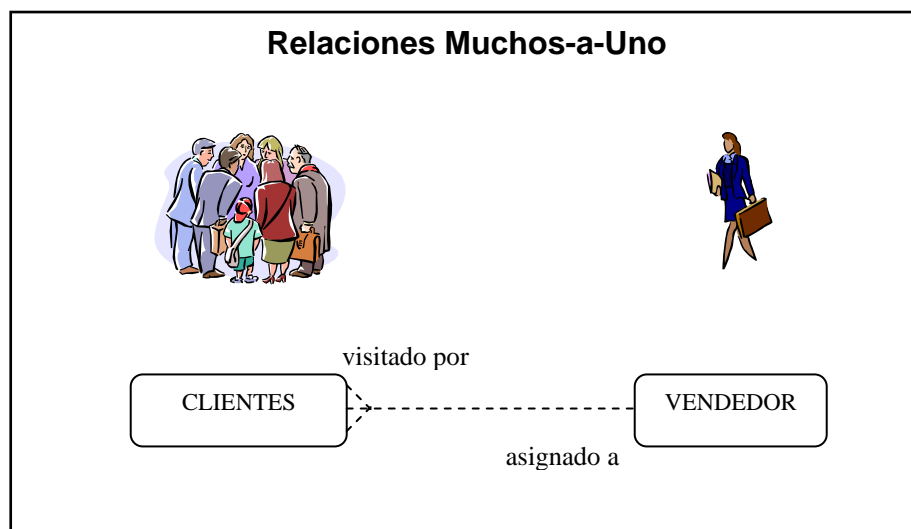 Relaciones Muchos-a-Uno
visitado por
CLIENTES
VENDEDOR
asignado a